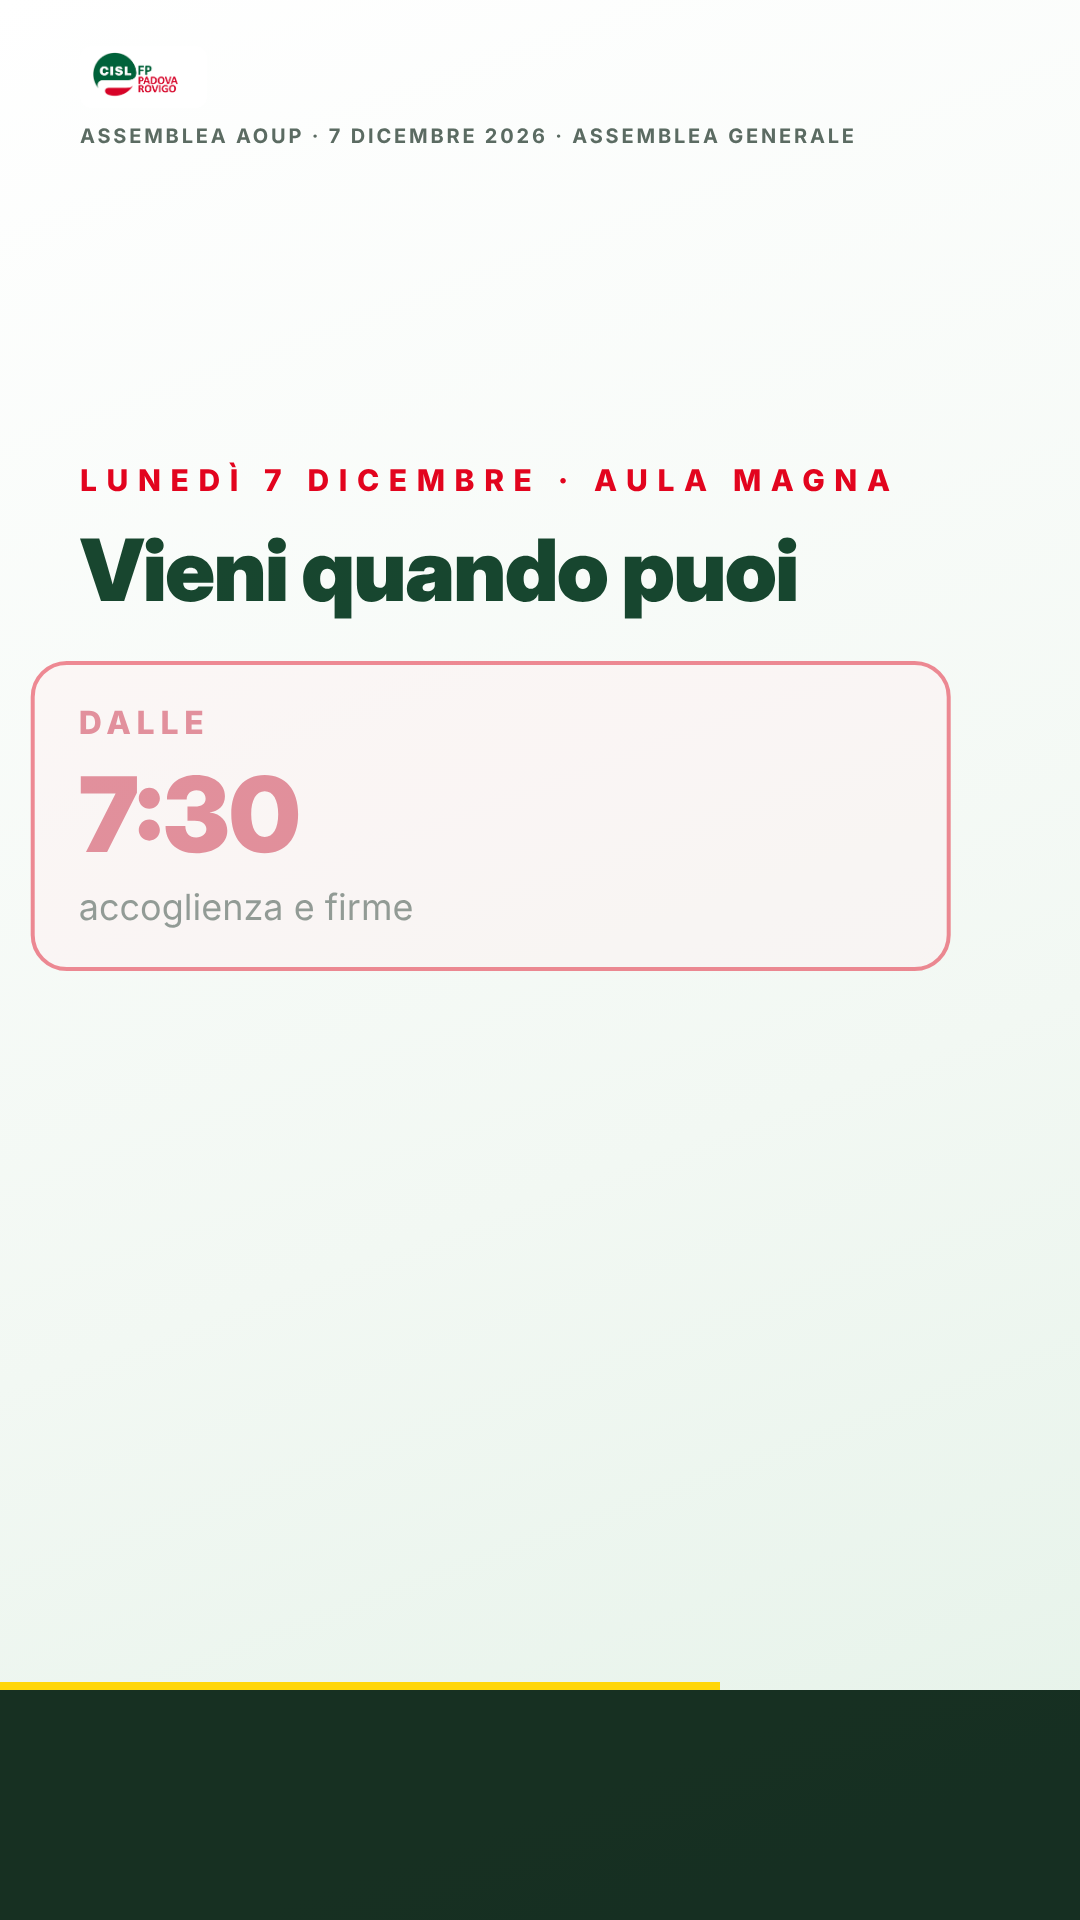 CISL FP
PADOVA
ROVIGO
ASSEMBLEA AOUP · 7 DICEMBRE 2026 · ASSEMBLEA GENERALE
LUNEDÌ 7 DICEMBRE · AULA MAGNA
Vieni quando puoi
DALLE
7:30
accoglienza e firme